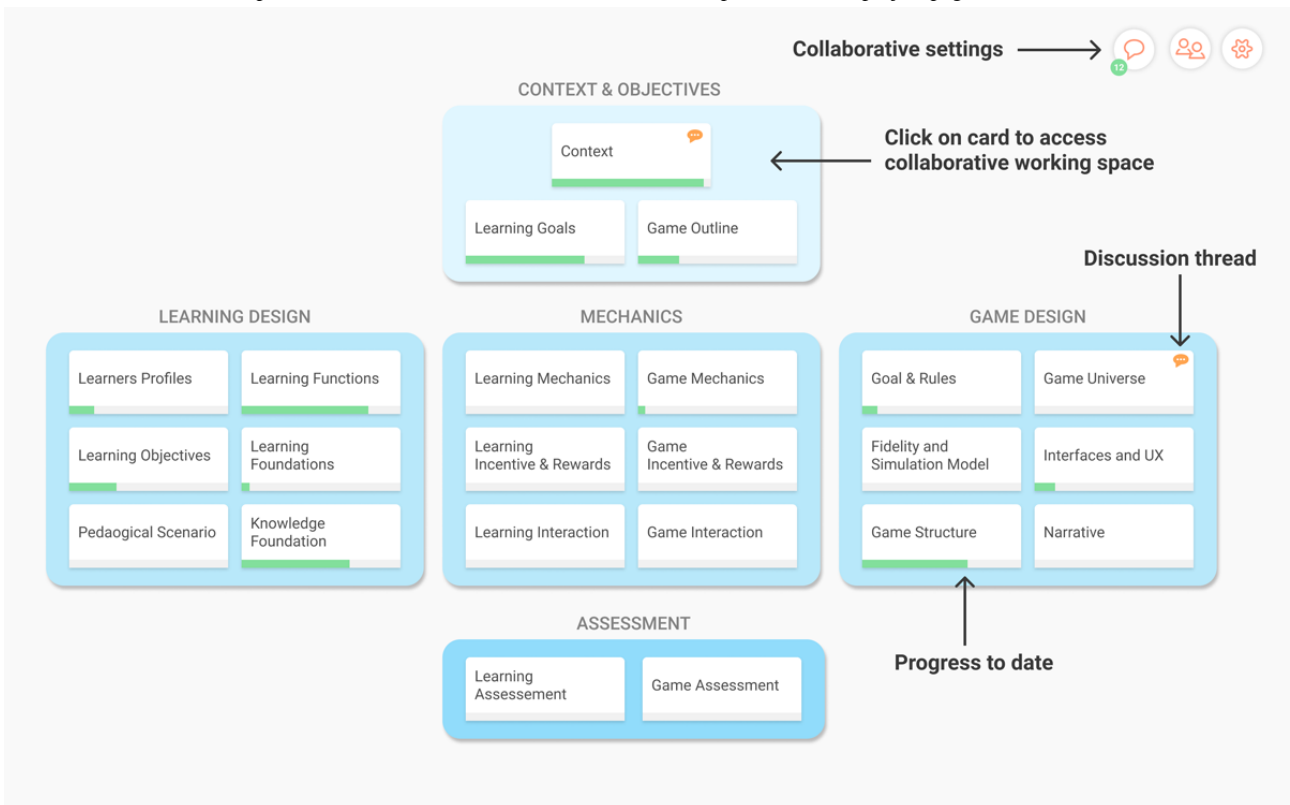 Collaborative settings
12
CONTEXT & OBJECTIVES
Context
Click on card to access
collaborative working space
Learning Goals
Game Outline
Discussion thread
LEARNING DESIGN
MECHANICS
GAME DESIGN
Learners Profiles
Learning Functions
Learning Mechanics
Game Mechanics
Goal & Rules
Game Universe
Learning Objectives
Learning
Foundations
Learning
Incentive & Rewards
Game
Incentive & Rewards
Fidelity and
Simulation Model
Interfaces and UX
Pedaogical Scenario
Knowledge
Foundation
Learning Interaction
Game Interaction
Game Structure
Narrative
ASSESSMENT
Progress to date
Learning
Assessement
Game Assessment